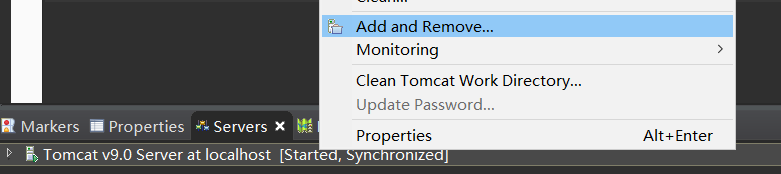 Clean...
Add and Remove...
Monitoring
Clean Tomcat Work Directory...
Update Password...
Properties Alt+Enter
Markers Properties Servers
Tomcat v9.0 Server at localhost [Started, Synchronized]